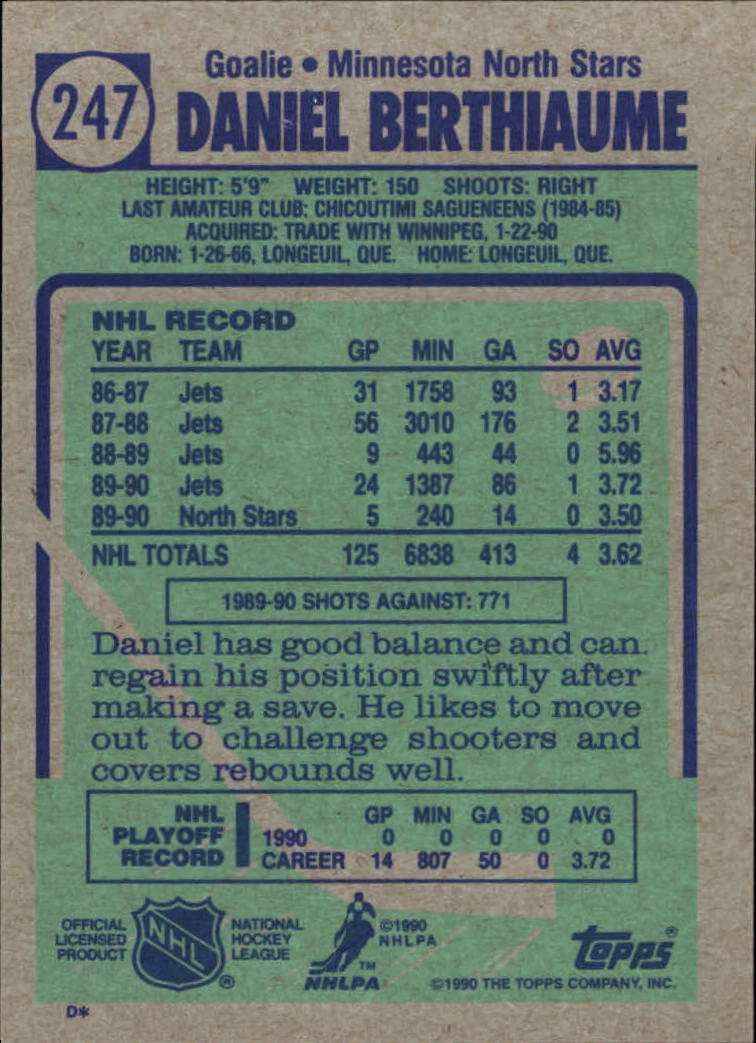 247
Goalie • Minnesota North Stars
DANIEL BERTHIAUME
HEIGHT: 5'9" WEIGHT: 150 SHOOTS: RIGHT
LAST AMATEUR CLUB: CHICOUTIMI SAGUENEENS (1984-85)
ACQUIRED: TRADE WITH WINNIPEG, 1-22-90
BORN: 1-26-66, LONGEUIL, QUE. HOME: LONGEUIL, QUE.
NHL RECORD
YEAR TEAM GP MIN GA SO AVG
86-87 Jets 31 1758 93 1 3.17
87-88 Jets 56 3010 176 2 3.51
88-89 Jets 9 443 44 0 5.96
89-90 Jets 24 1387 86 1 3.72
89-90 North Stars 5 240 14 0 3.50
NHL TOTALS 125 6838 413 4 3.62
1989-90 SHOTS AGAINST: 771
Daniel has good balance and can
regain his position swiftly after
making a save. He likes to move
out to challenge shooters and
covers rebounds well.
NHL PLAYOFF RECORD
GP MIN GA SO AVG
1990 0 0 0 0 0
CAREER 14 807 50 0 3.72
OFFICIAL
LICENSED
PRODUCT
NHL
®
NATIONAL
HOCKEY
LEAGUE
TM
NHLPA
©1990
NHLPA
Topps®
©1990 THE TOPPS COMPANY, INC.
D*